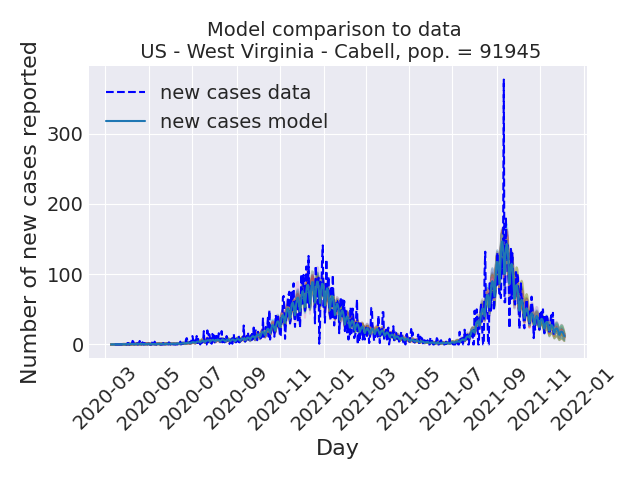 Model comparison to data
US - West Virginia - Cabell, pop. = 91945
Number of new cases reported
300
200
100
0
new cases data
new cases model
2020-03
2020-05
2020-07
2020-09
2020-11
2021-01
2021-03
2021-05
2021-07
2021-09
2021-11
2022-01
Day